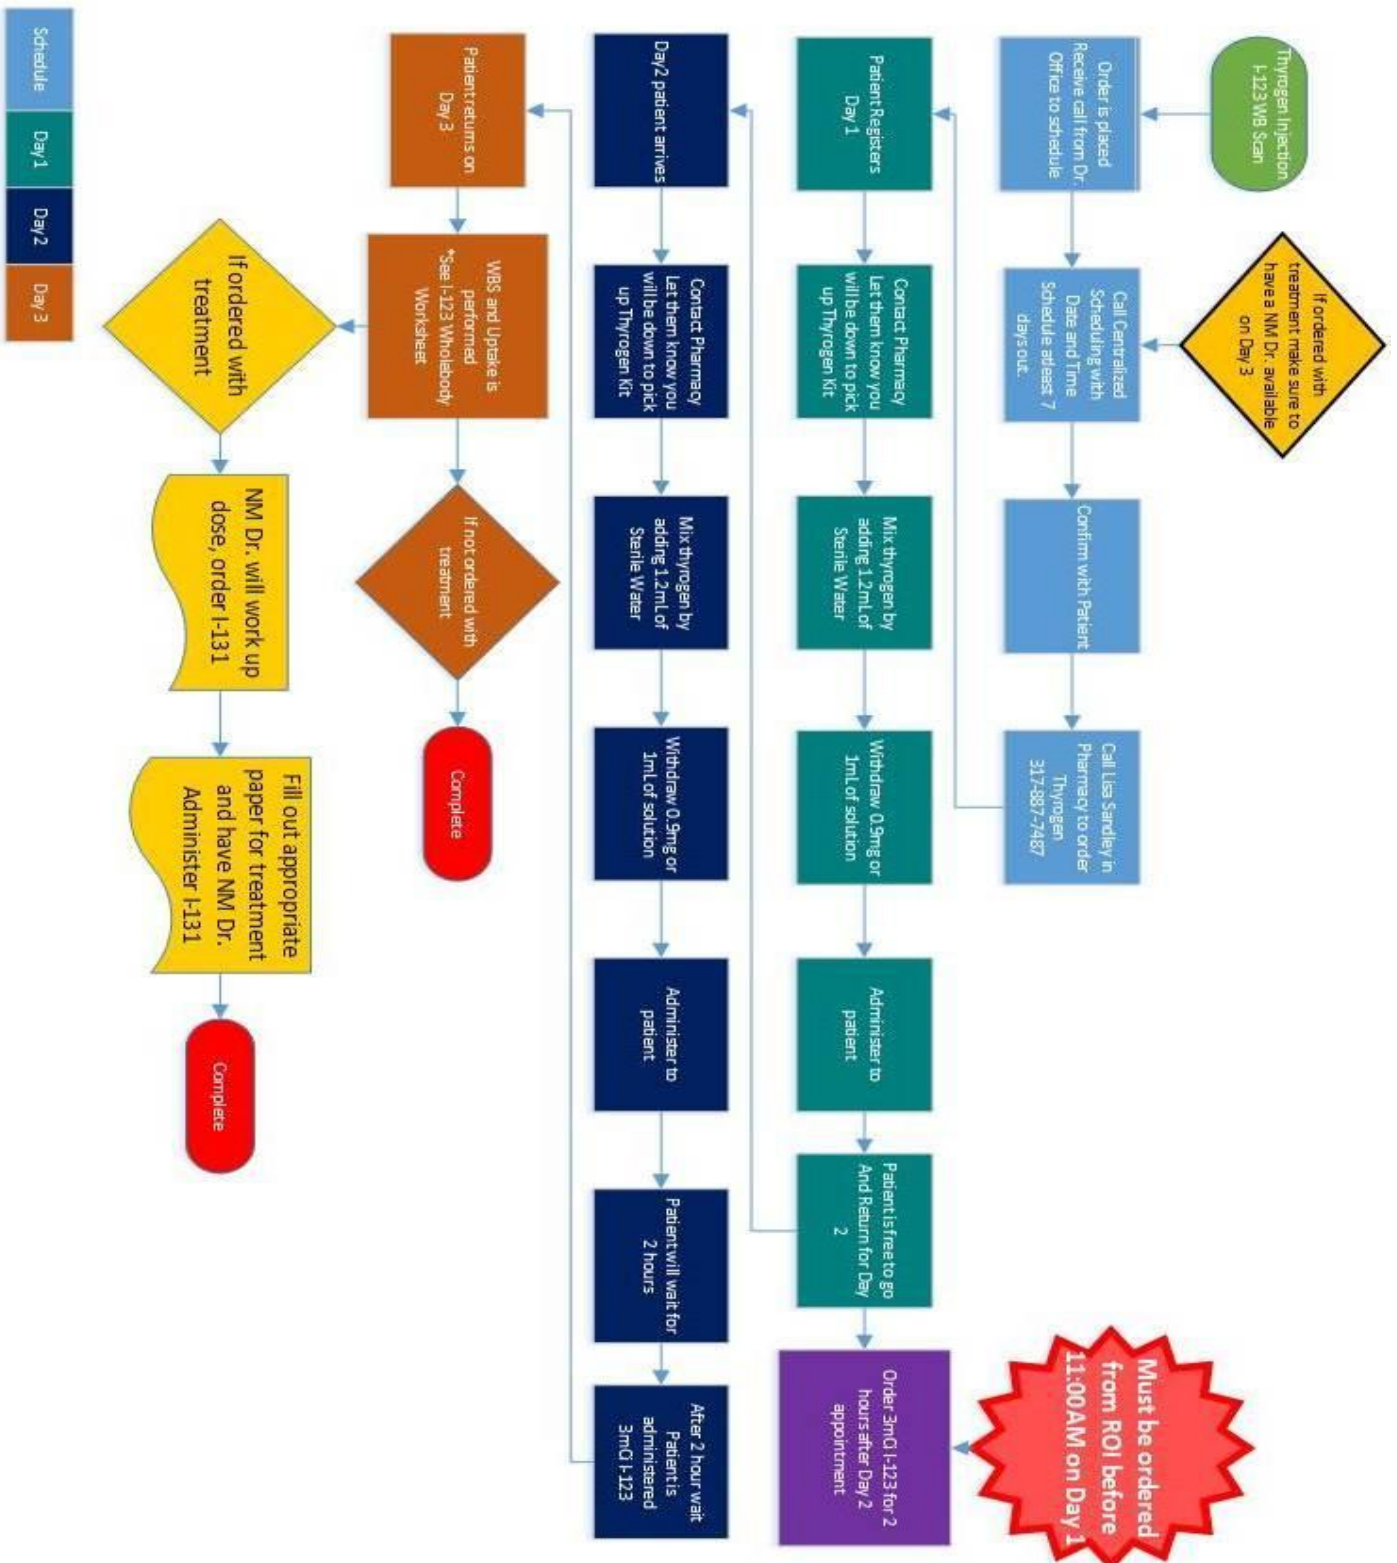 Thyrogen Injection
I-123 WB Scan
If ordered with
treatment make sure to
have a NM Dr. available
on Day 3
Order is placed
Receive call from Dr.
Office to schedule
Call Centralized
Scheduling with
Date and Time
Schedule atleast 7
days out.
Confirm with Patient
Call Lisa Sandley in
Pharmacy to order
Thyrogen
317-887-7487
Must be ordered
from ROI before
11:00AM on Day 1
Patient Registers
Day 1
Contact Pharmacy
Let them know you
will be down to pick
up Thyrogen Kit
Mix thyrogen by
adding 1.2mL of
Sterile Water
Withdraw 0.9mg or
1mL of solution
Administer to
patient
Patient is free to go
And Return for Day
2
Order 3mCi I-123 for 2
hours after Day 2
appointment
Day2 patient arrives
Contact Pharmacy
Let them know you
will be down to pick
up Thyrogen Kit
Mix thyrogen by
adding 1.2mL of
Sterile Water
Withdraw 0.9mg or
1mL of solution
Administer to
patient
Patient will wait for
2 hours
After 2 hour wait
Patient is
administered
3mCi I-123
Patient returns on
Day 3
WBS and Uptake is
performed
*See I-123 Wholebody
Worksheet
If not ordered with
treatment
Complete
If ordered with
treatment
NM Dr. will work up
dose, order I-131
Fill out appropriate
paper for treatment
and have NM Dr.
Administer I-131
Complete
Schedule
Day 1
Day 2
Day 3